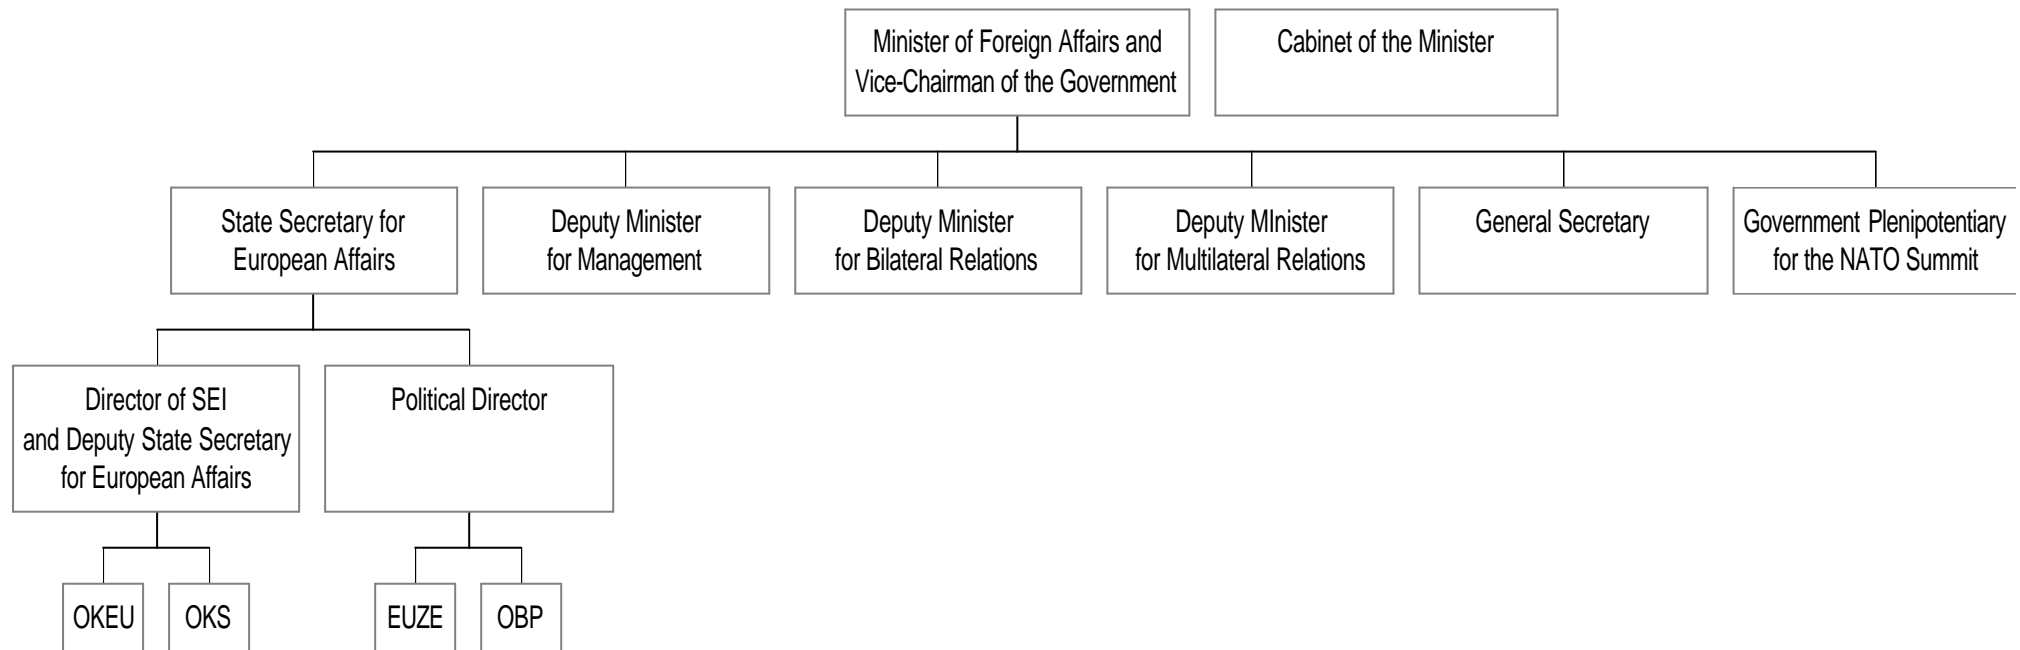 Minister of Foreign Affairs and
Vice-Chairman of the Government
Cabinet of the Minister
State Secretary for
European Affairs
Deputy Minister
for Management
Deputy Minister
for Bilateral Relations
Deputy MInister
for Multilateral Relations
General Secretary
Government Plenipotentiary
for the NATO Summit
Director of SEI
and Deputy State Secretary
for European Affairs
Political Director
OKEU
OKS
EUZE
OBP